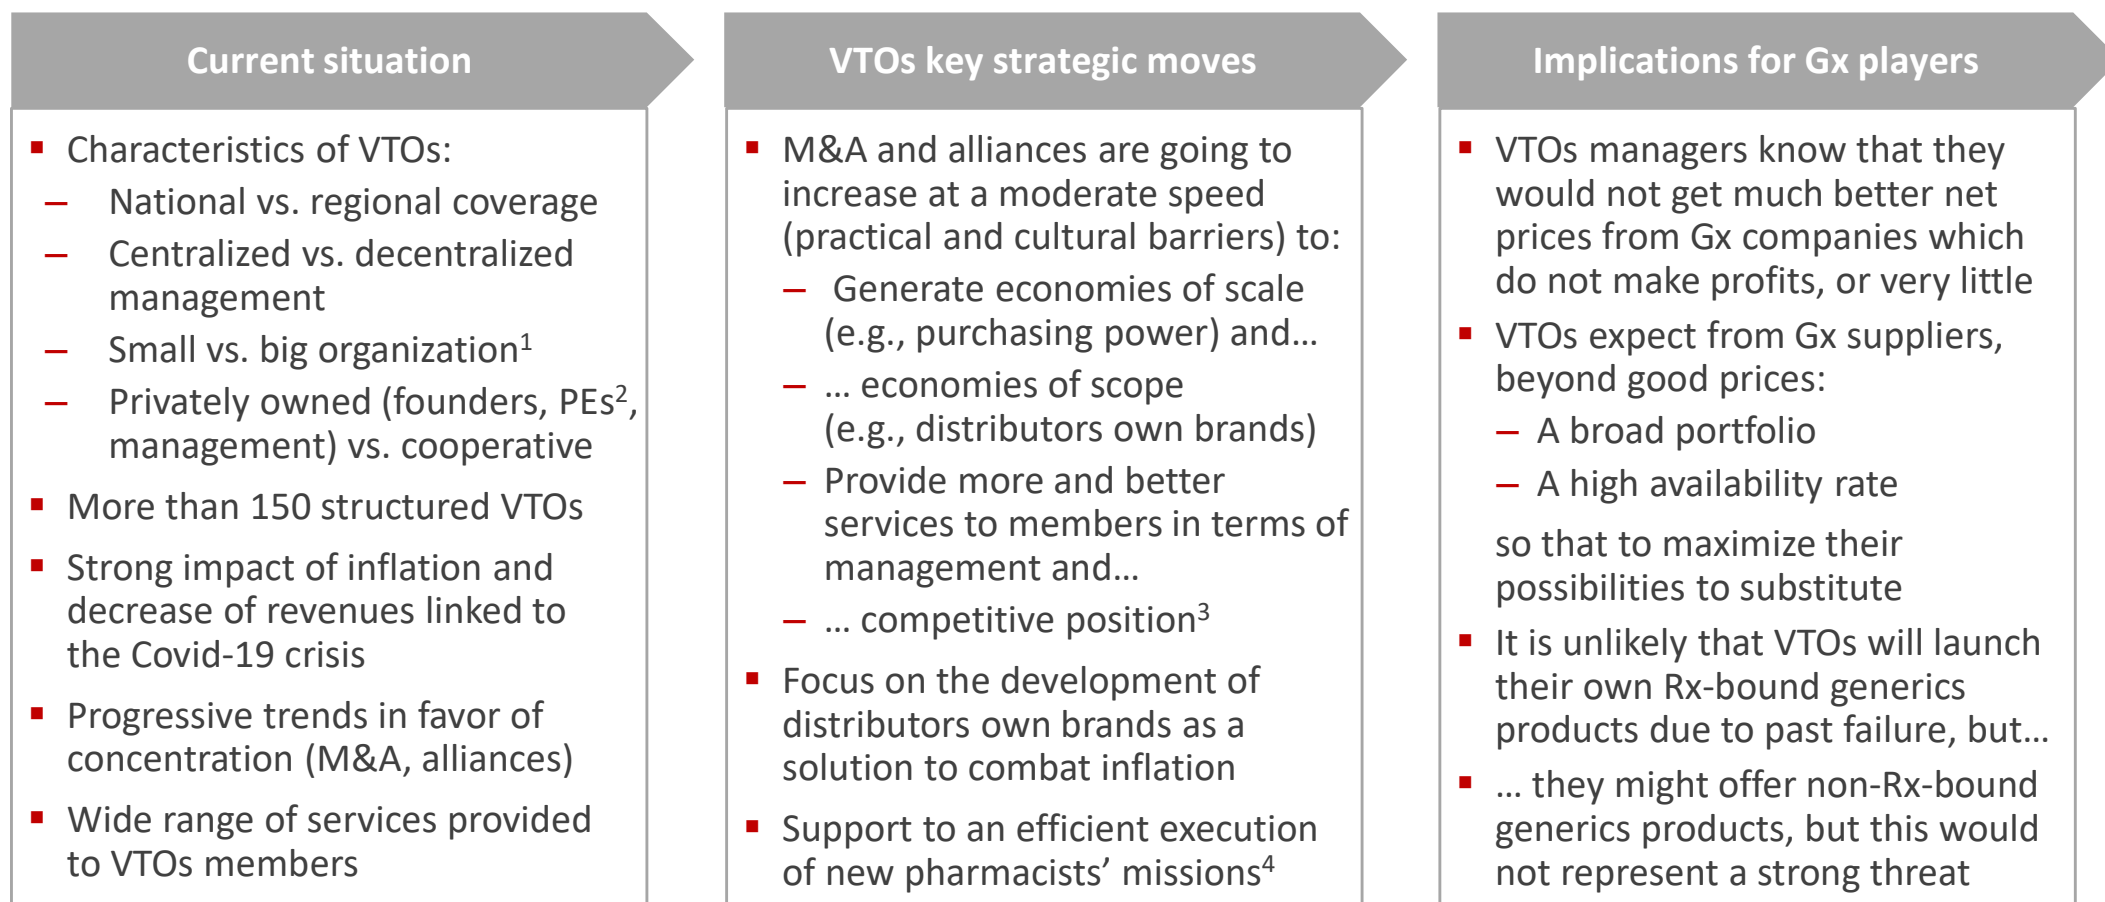 Current situation
▪ Characteristics of VTOs:
– National vs. regional coverage
– Centralized vs. decentralized
management
– Small vs. big organization¹
– Privately owned (founders, PEs²,
management) vs. cooperative
▪ More than 150 structured VTOs
▪ Strong impact of inflation and
decrease of revenues linked to
the Covid-19 crisis
▪ Progressive trends in favor of
concentration (M&A, alliances)
▪ Wide range of services provided
to VTOs members
VTOs key strategic moves
▪ M&A and alliances are going to
increase at a moderate speed
(practical and cultural barriers) to:
– Generate economies of scale
(e.g., purchasing power) and…
– … economies of scope
(e.g., distributors own brands)
– Provide more and better
services to members in terms of
management and…
– … competitive position³
▪ Focus on the development of
distributors own brands as a
solution to combat inflation
▪ Support to an efficient execution
of new pharmacists’ missions⁴
Implications for Gx players
▪ VTOs managers know that they
would not get much better net
prices from Gx companies which
do not make profits, or very little
▪ VTOs expect from Gx suppliers,
beyond good prices:
– A broad portfolio
– A high availability rate
so that to maximize their
possibilities to substitute
▪ It is unlikely that VTOs will launch
their own Rx-bound generics
products due to past failure, but…
▪ … they might offer non-Rx-bound
generics products, but this would
not represent a strong threat